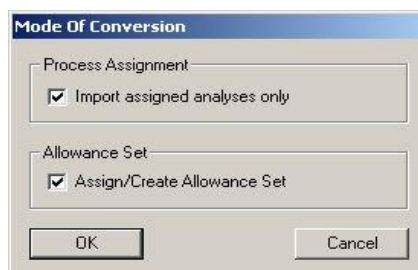 Mode Of Conversion
Process Assignment
Import assigned analyses only
Allowance Set
Assign/Create Allowance Set
OK
Cancel